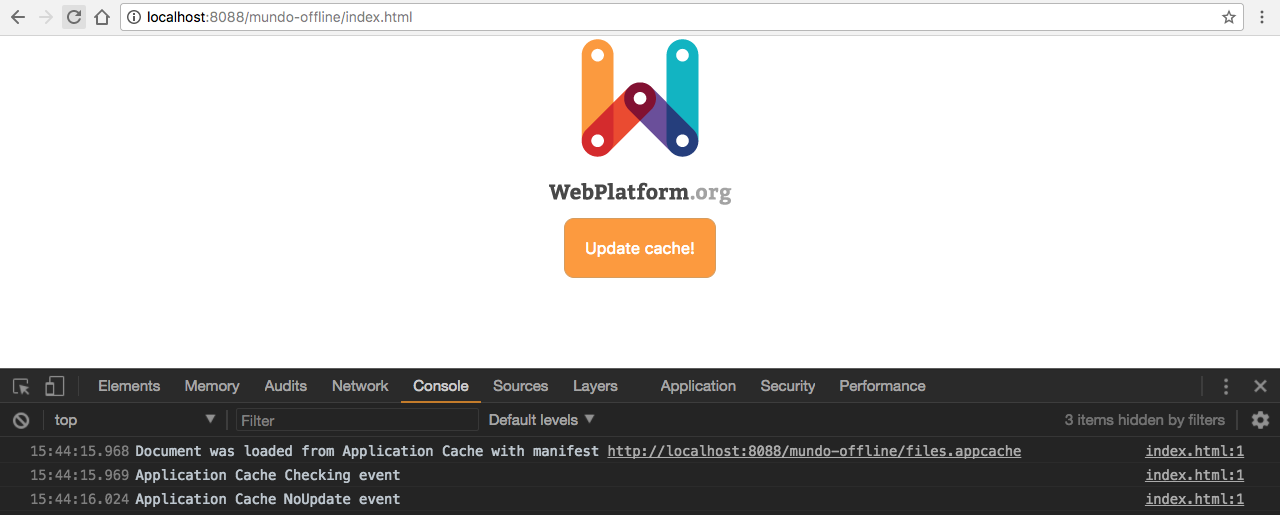 localhost:8088/mundo-offline/index.html
WebPlatform.org
Update cache!
Elements Memory Audits Network Console Sources Layers Application Security Performance
top Filter Default levels 3 items hidden by filters
15:44:15.968 Document was loaded from Application Cache with manifest http://localhost:8088/mundo-offline/files.appcache index.html:1
15:44:15.969 Application Cache Checking event index.html:1
15:44:16.024 Application Cache NoUpdate event index.html:1